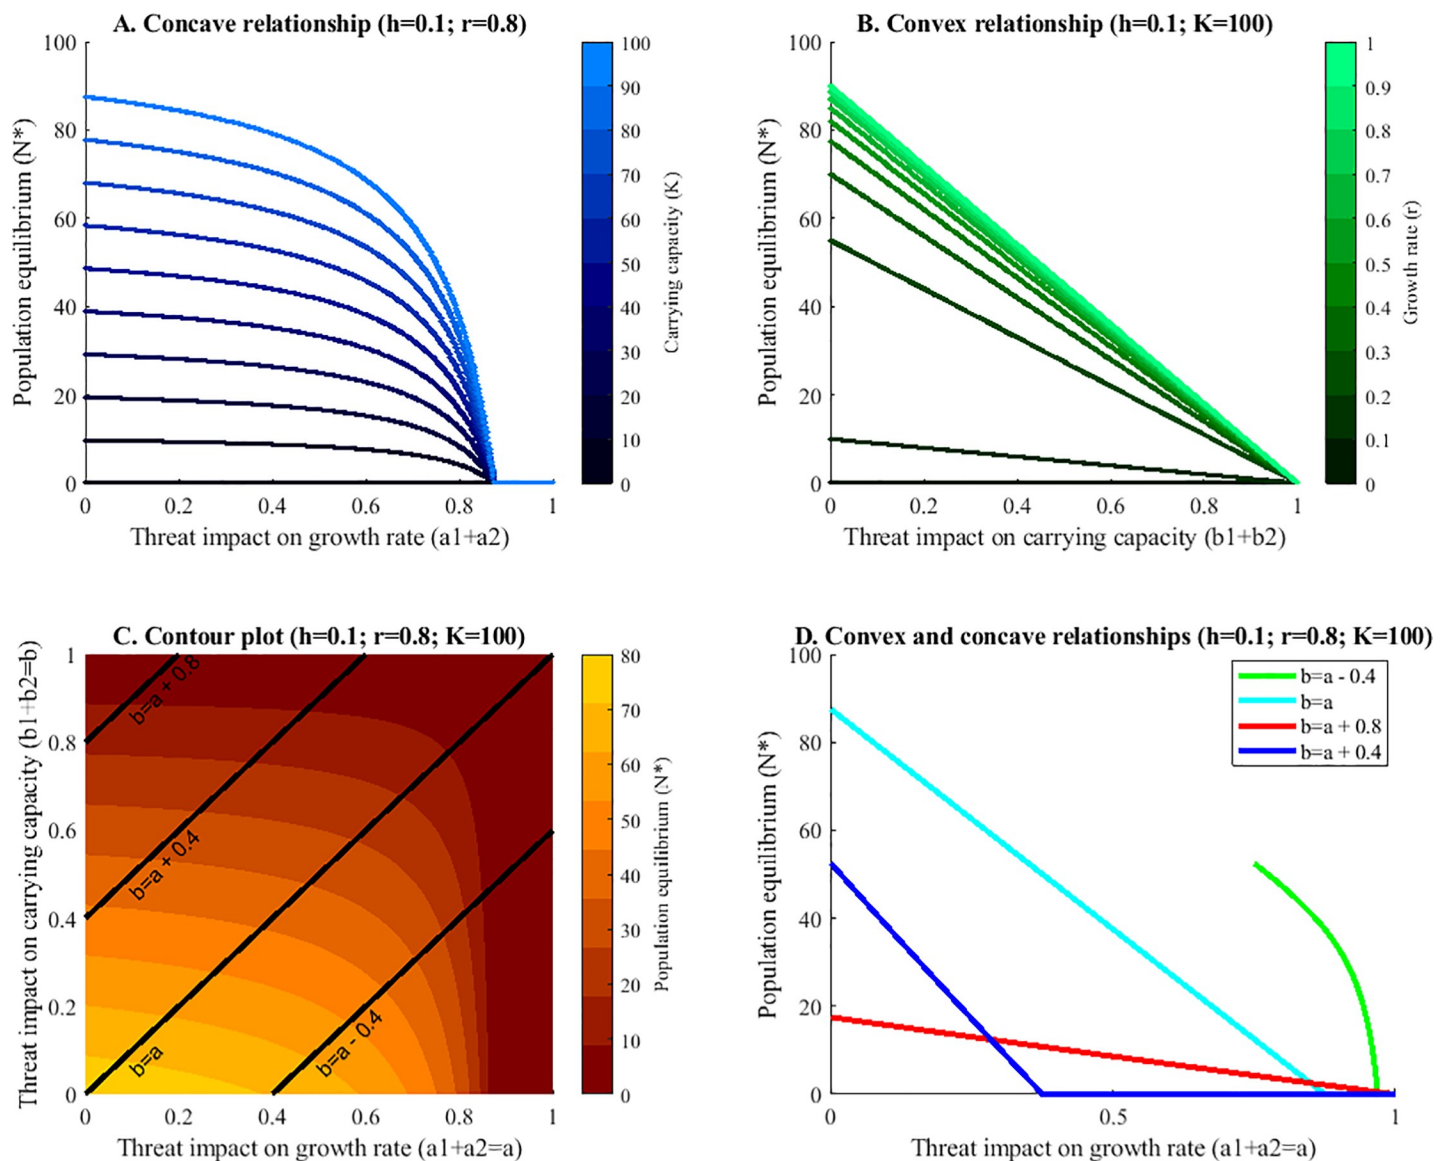 A. Concave relationship (h=0.1; r=0.8)
100
80
60
40
20
0
Population equilibrium (N*)
0 0.2 0.4 0.6 0.8 1
Threat impact on growth rate (a1+a2)
100
90
80
70
60
50
40
30
20
10
0
Carrying capacity (K)
B. Convex relationship (h=0.1; K=100)
100
80
60
40
20
0
Population equilibrium (N*)
0 0.2 0.4 0.6 0.8 1
Threat impact on carrying capacity (b1+b2)
1
0.9
0.8
0.7
0.6
0.5
0.4
0.3
0.2
0.1
0
Growth rate (r)
C. Contour plot (h=0.1; r=0.8; K=100)
1
0.8
0.6
0.4
0.2
0
Threat impact on carrying capacity (b1+b2=b)
b=a + 0.8
b=a + 0.4
b=a
b=a - 0.4
0 0.2 0.4 0.6 0.8 1
Threat impact on growth rate (a1+a2=a)
80
70
60
50
40
30
20
10
0
Population equilibrium (N*)
D. Convex and concave relationships (h=0.1; r=0.8; K=100)
100
80
60
40
20
0
Population equilibrium (N*)
b=a - 0.4
b=a
b=a + 0.8
b=a + 0.4
0 0.5 1
Threat impact on growth rate (a1+a2=a)